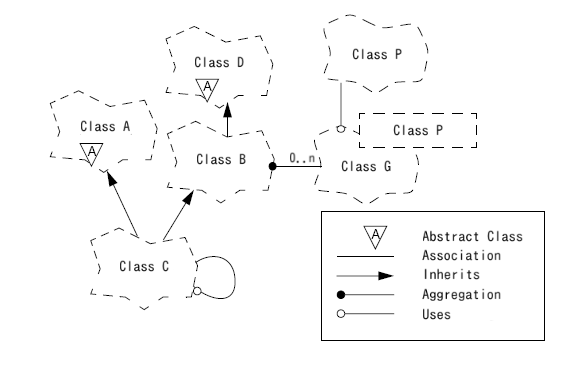 Class D
A
Class P
Class A
A
Class P
Class B
0..n
Class G
Class C
A
Abstract Class
Association
Inherits
Aggregation
Uses